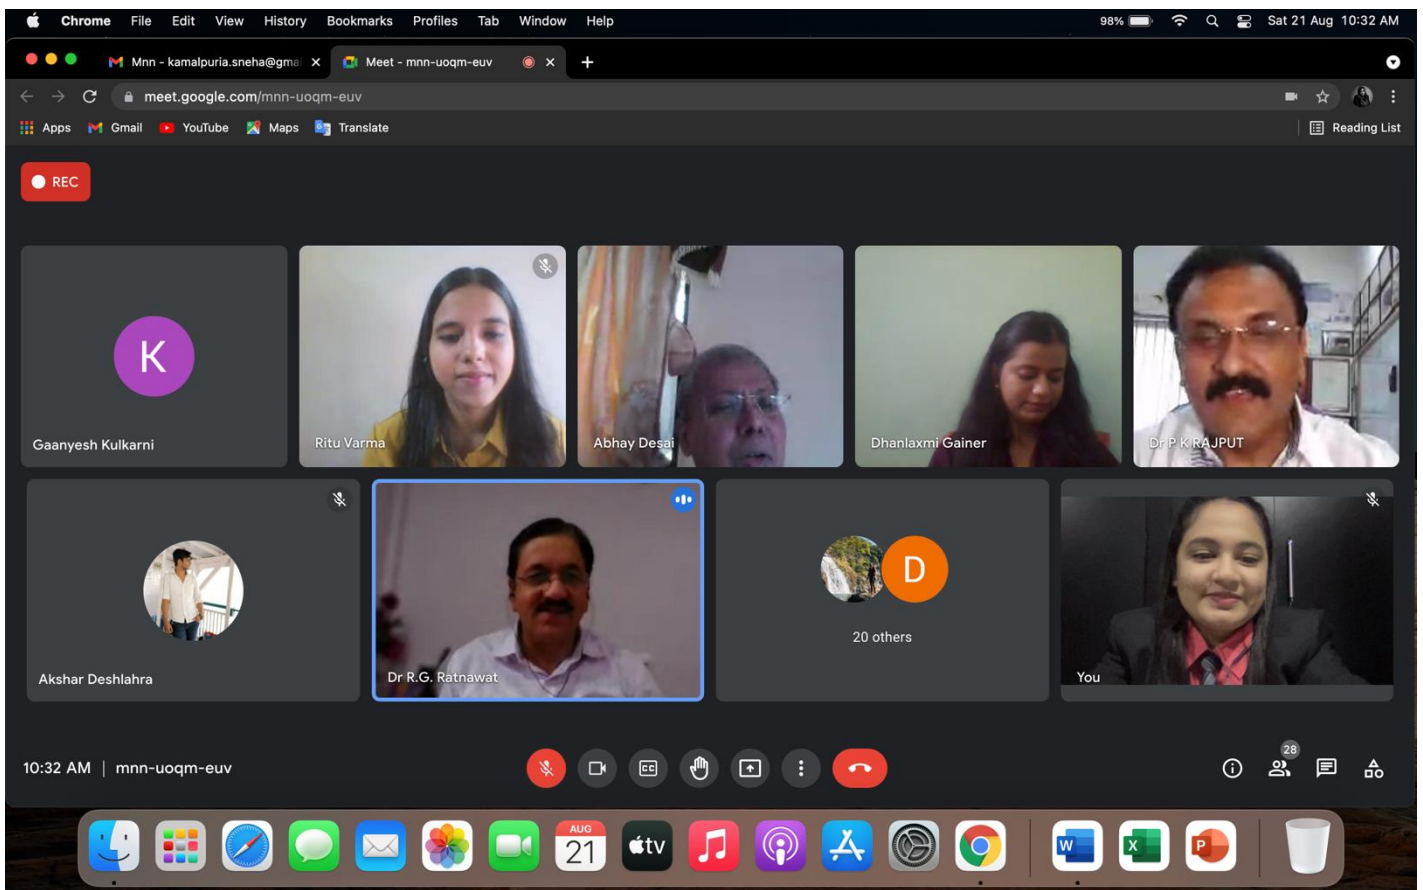 Chrome File Edit View History Bookmarks Profiles Tab Window Help 98% Sat 21 Aug 10:32 AM
Mnn - kamalpuria.sneha@gmai Meet - mnn-uoqm-euv
meet.google.com/mnn-uoqm-euv
Apps Gmail YouTube Maps Translate Reading List
REC
K
Gaanyesh Kulkarni Ritu Varma Abhay Desai Dhanlaxmi Gainer Dr P K RAJPUT
D
20 others
Akshar Deshlahra Dr R.G. Ratnawat You
28
10:32 AM | mnn-uoqm-euv CC
AUG
21 tv W X P